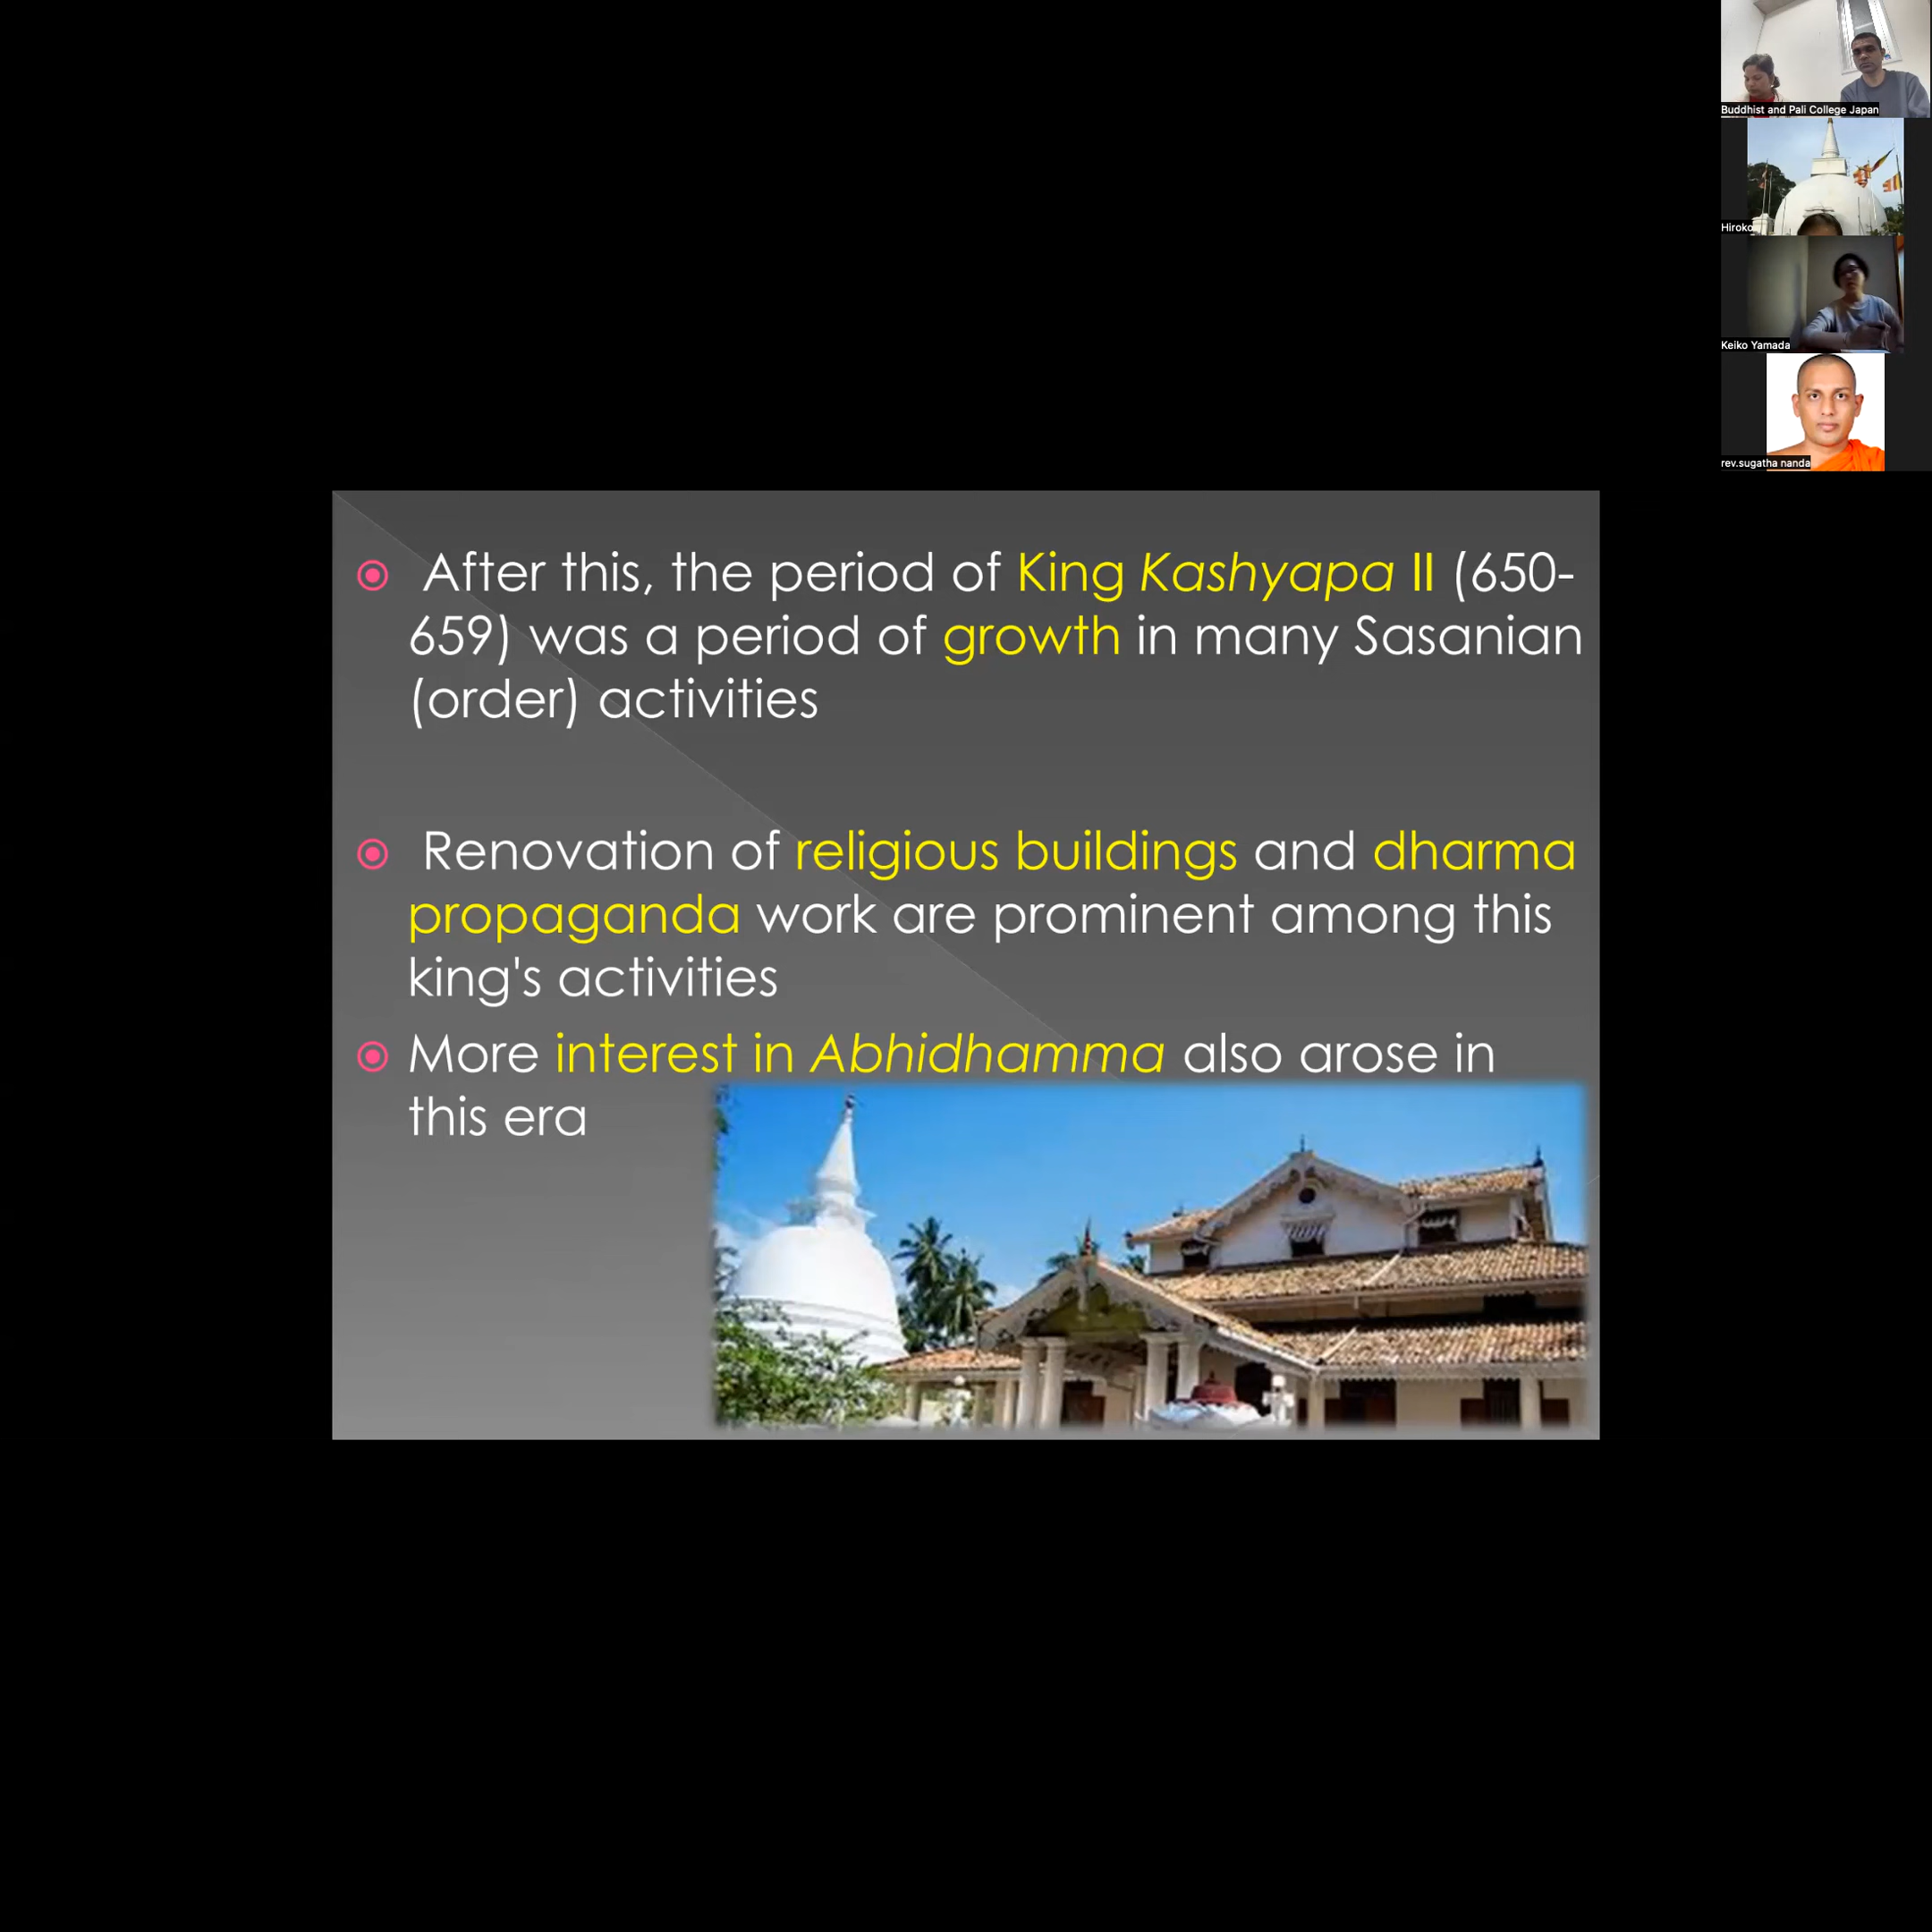 Buddhist and Pali College Japan
Hiroko
Keiko Yamada
rev.sugatha nanda
After this, the period of King Kashyapa II (650-
659) was a period of growth in many Sasanian
(order) activities
Renovation of religious buildings and dharma
propaganda work are prominent among this
king's activities
More interest in Abhidhamma also arose in
this era